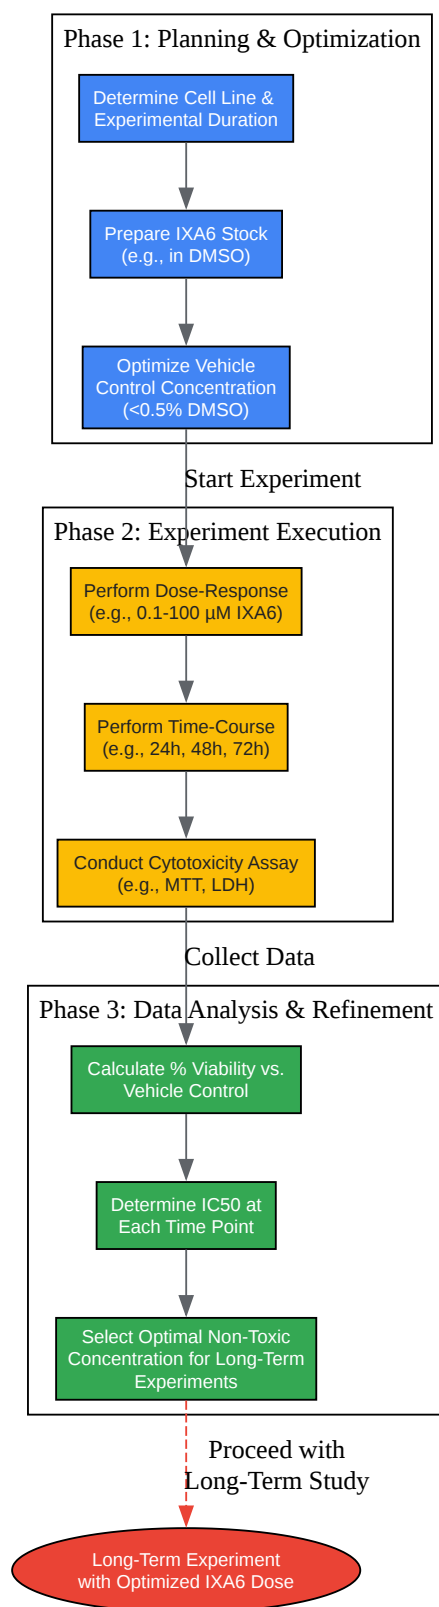 Phase 1: Planning & Optimization
Determine Cell Line &
Experimental Duration
Prepare IXA6 Stock
(e.g., in DMSO)
Optimize Vehicle
Control Concentration
(<0.5% DMSO)
Start Experiment
Phase 2: Experiment Execution
Perform Dose-Response
(e.g., 0.1-100 µM IXA6)
Perform Time-Course
(e.g., 24h, 48h, 72h)
Conduct Cytotoxicity Assay
(e.g., MTT, LDH)
Collect Data
Phase 3: Data Analysis & Refinement
Calculate % Viability vs.
Vehicle Control
Determine IC50 at
Each Time Point
Select Optimal Non-Toxic
Concentration for Long-Term
Experiments
Proceed with
Long-Term Study
Long-Term Experiment
with Optimized IXA6 Dose